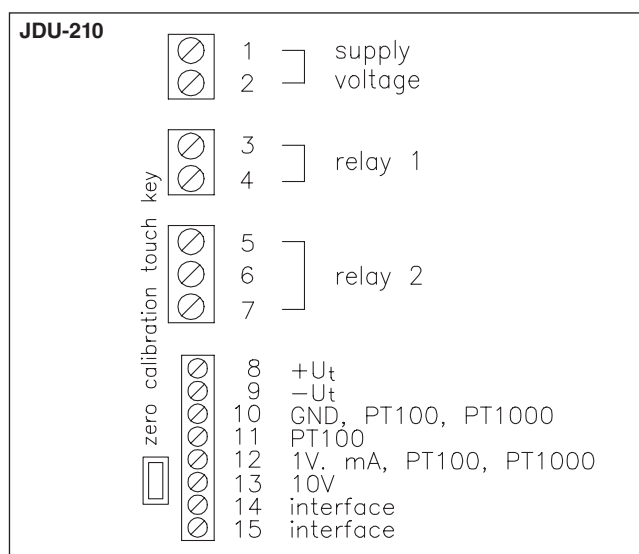 JDU-210
1 supply
2 voltage
3
relay 1
4
5
6 relay 2
7
zero calibration touch key
8 +Ut
9 −Ut
10 GND, PT100, PT1000
11 PT100
12 1V. mA, PT100, PT1000
13 10V
14 interface
15 interface